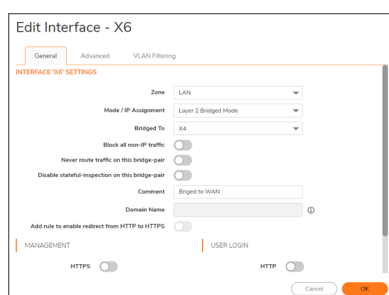 Edit Interface - X6
General Advanced VLAN Filtering
INTERFACE 'X6' SETTINGS
Zone LAN
Mode / IP Assignment Layer 2 Bridged Mode
Bridged To X4
Block all non-IP traffic
Never route traffic on this bridge-pair
Disable stateful-inspection on this bridge-pair
Comment Briged to WAN
Domain Name
Add rule to enable redirect from HTTP to HTTPS
MANAGEMENT USER LOGIN
HTTPS HTTP
Cancel OK